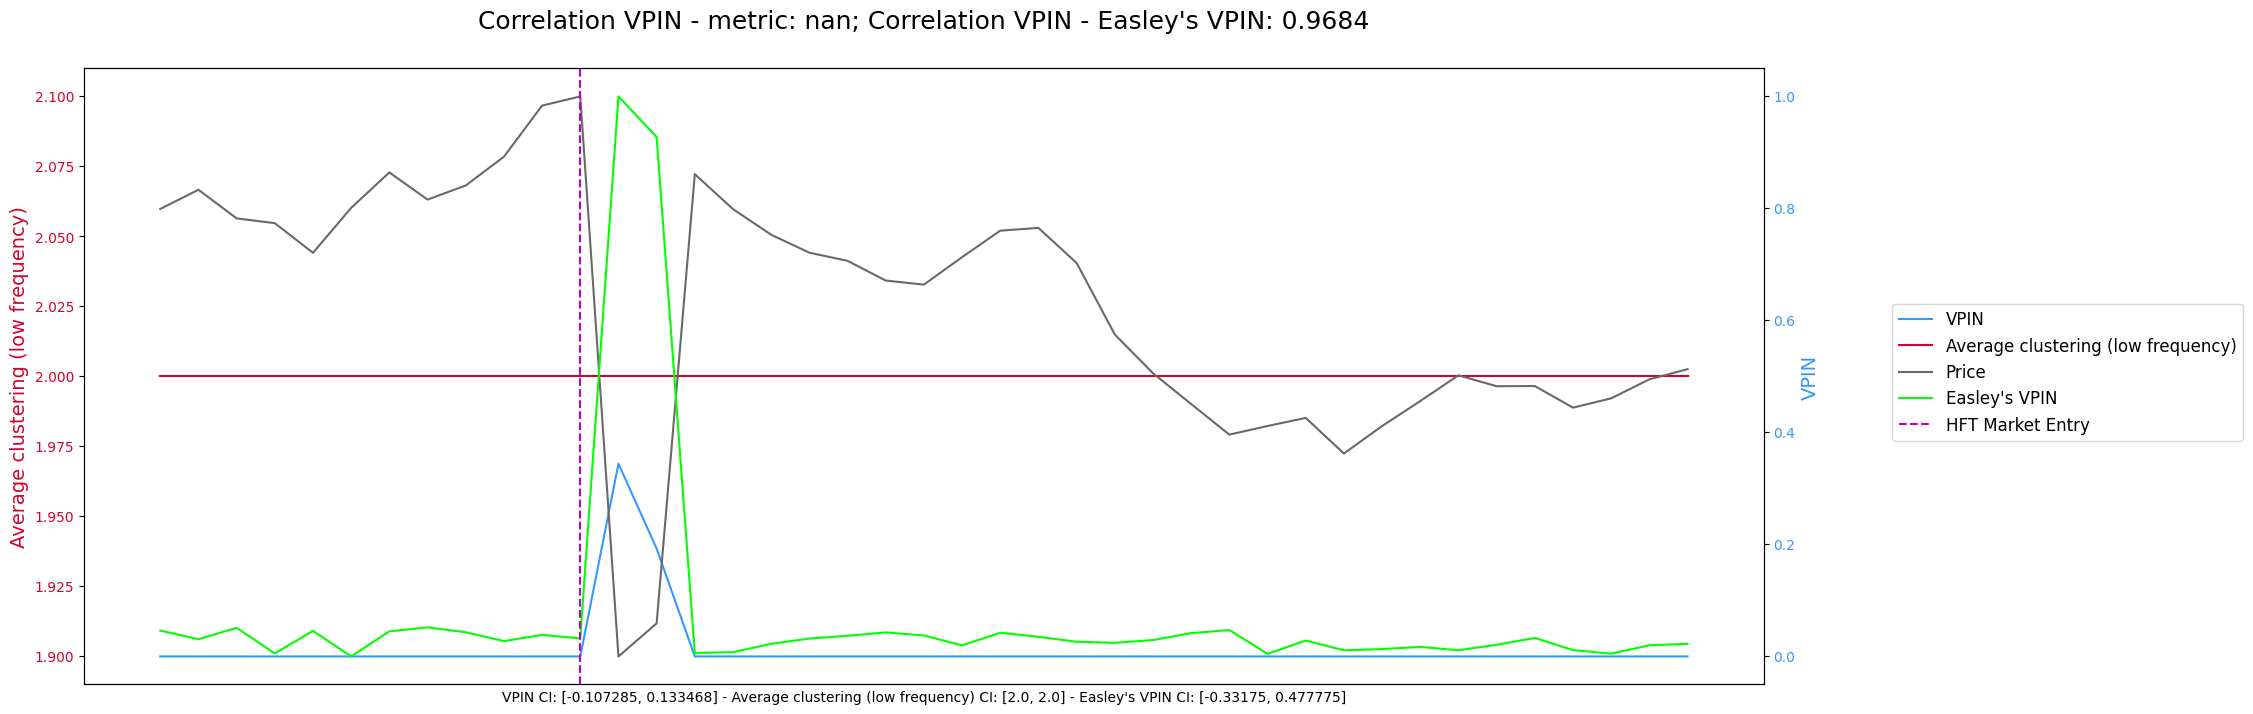 Correlation VPIN - metric: nan; Correlation VPIN - Easley's VPIN: 0.9684
Average clustering (low frequency)
2.100
2.075
2.050
2.025
2.000
1.975
1.950
1.925
1.900
1.0
0.8
0.6
0.4
0.2
0.0
VPIN
VPIN
Average clustering (low frequency)
Price
Easley's VPIN
HFT Market Entry
VPIN CI: [-0.107285, 0.133468] - Average clustering (low frequency) CI: [2.0, 2.0] - Easley's VPIN CI: [-0.33175, 0.477775]